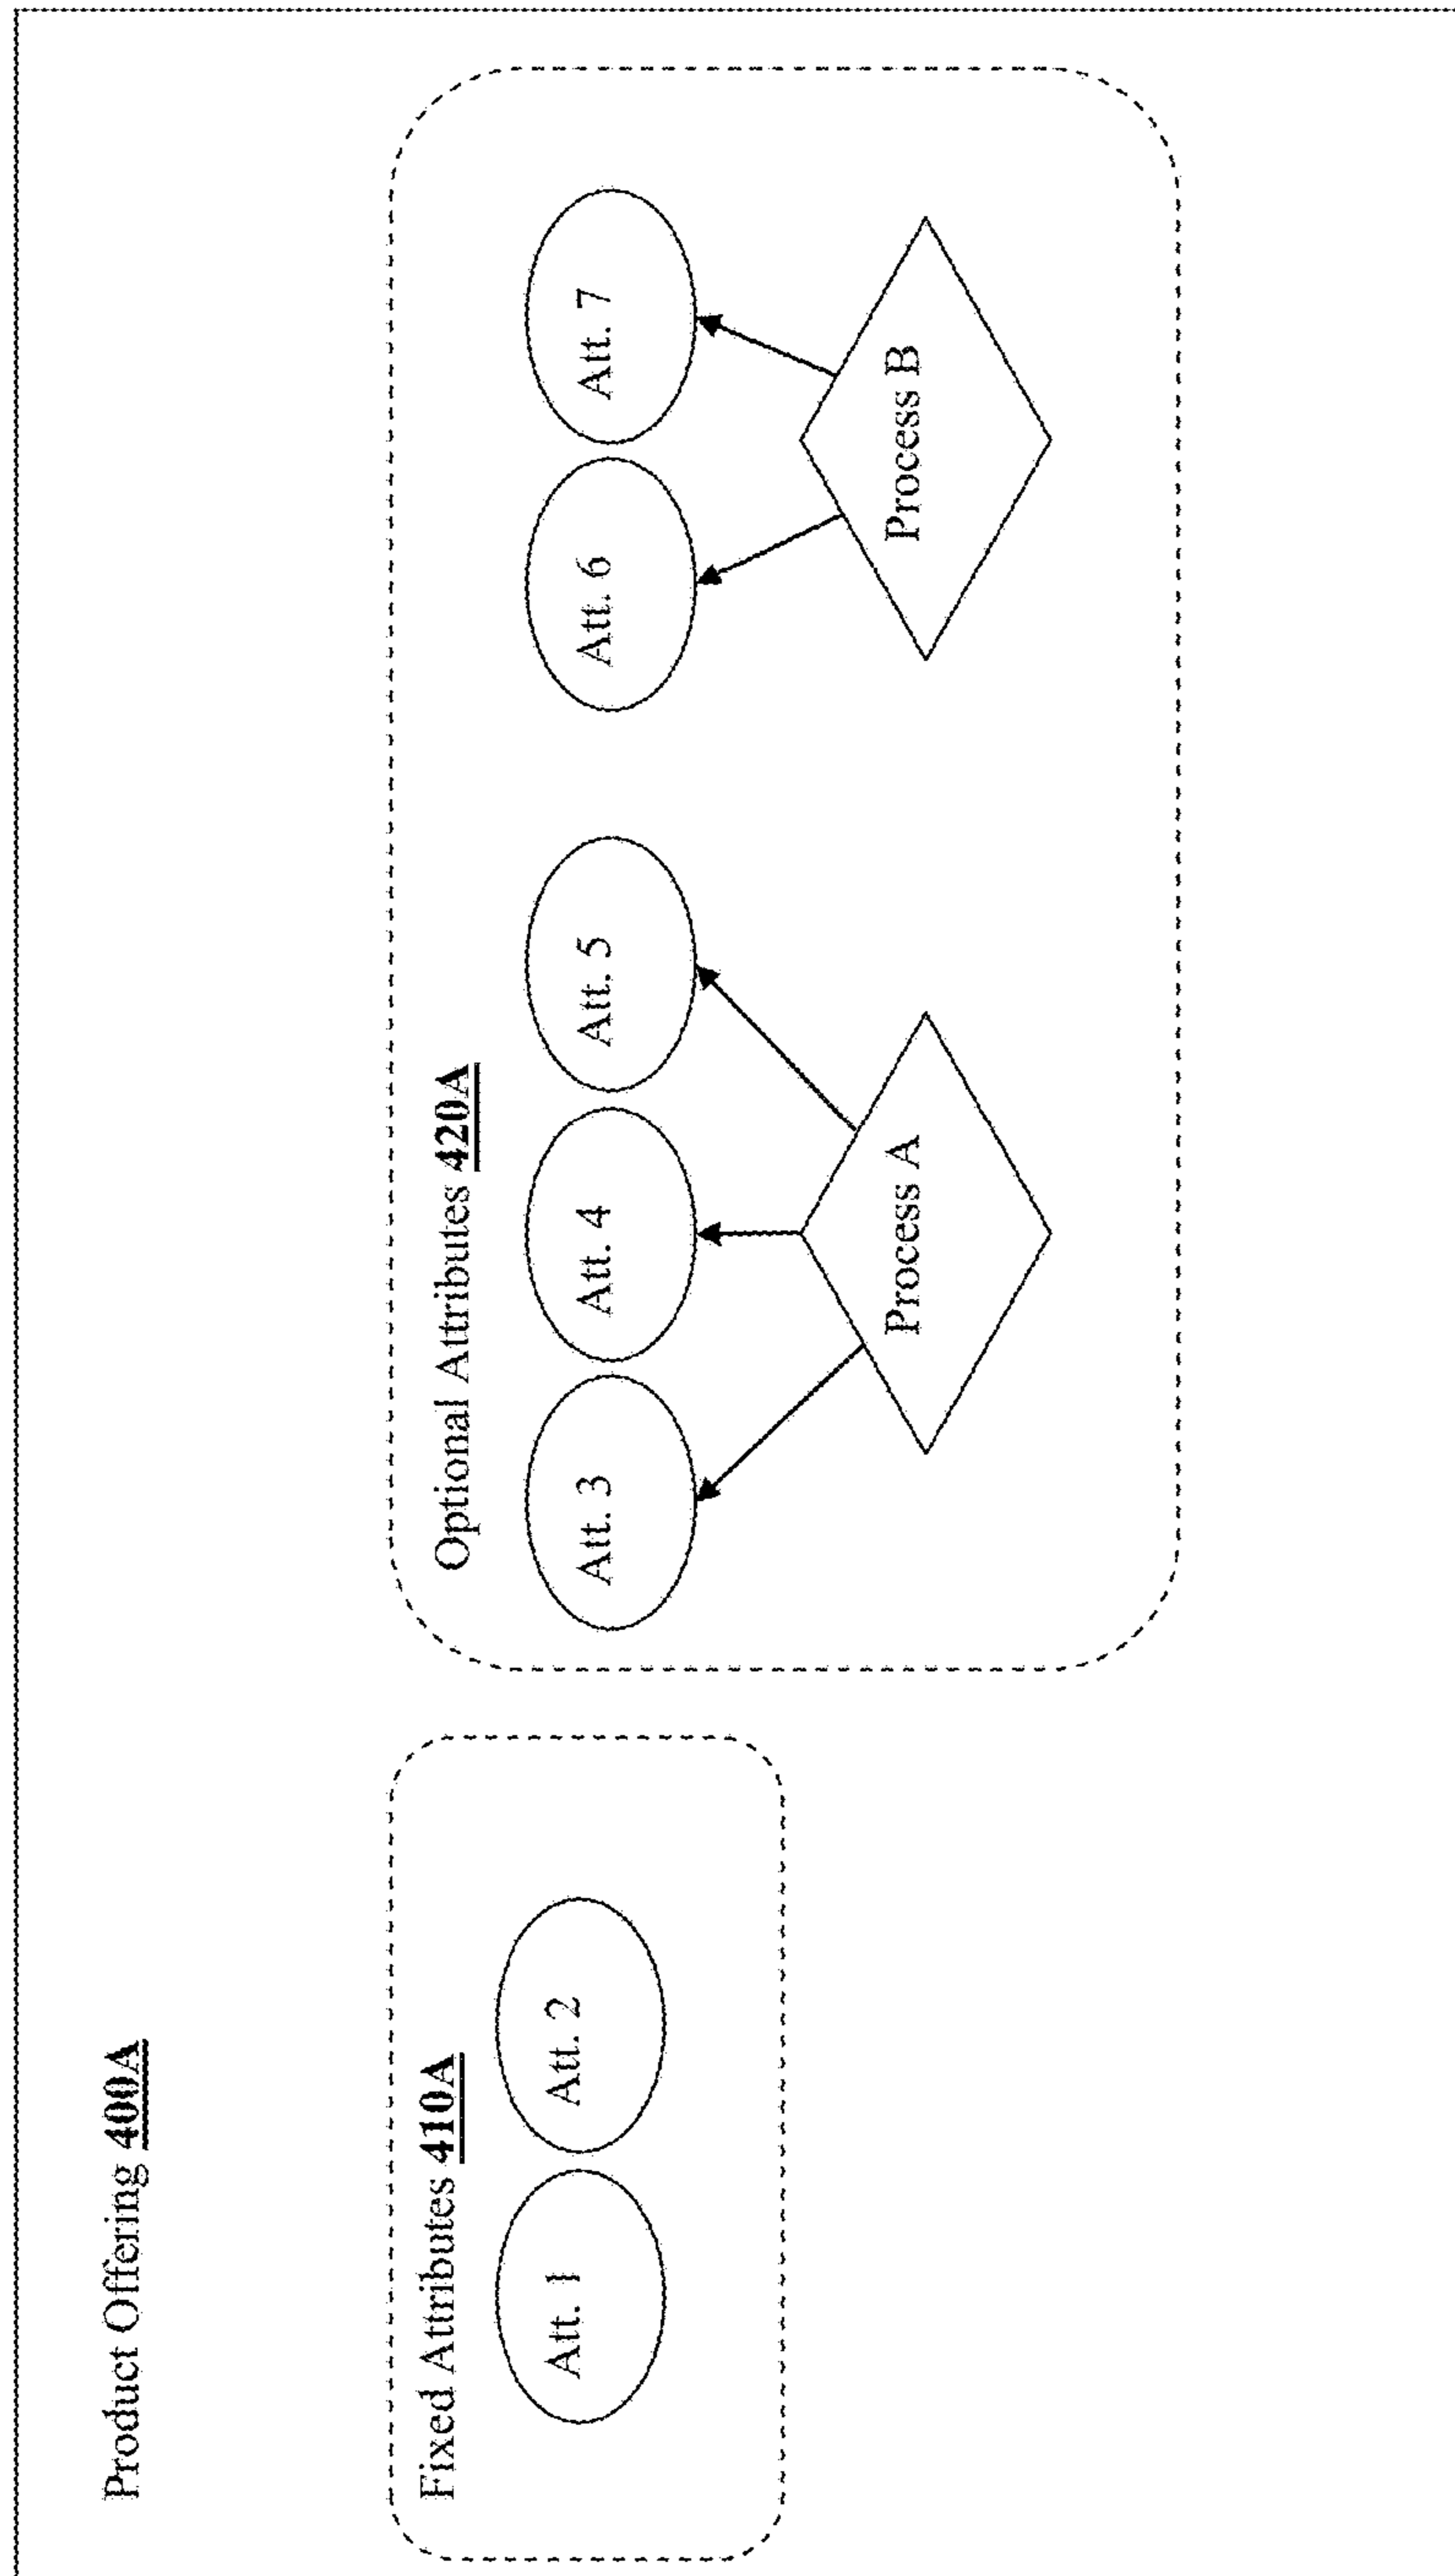 Product Offering 400A
Fixed Attributes 410A
Att. 1
Att. 2
Optional Attributes 420A
Att. 3
Att. 4
Att. 5
Att. 6
Att. 7
Process A
Process B